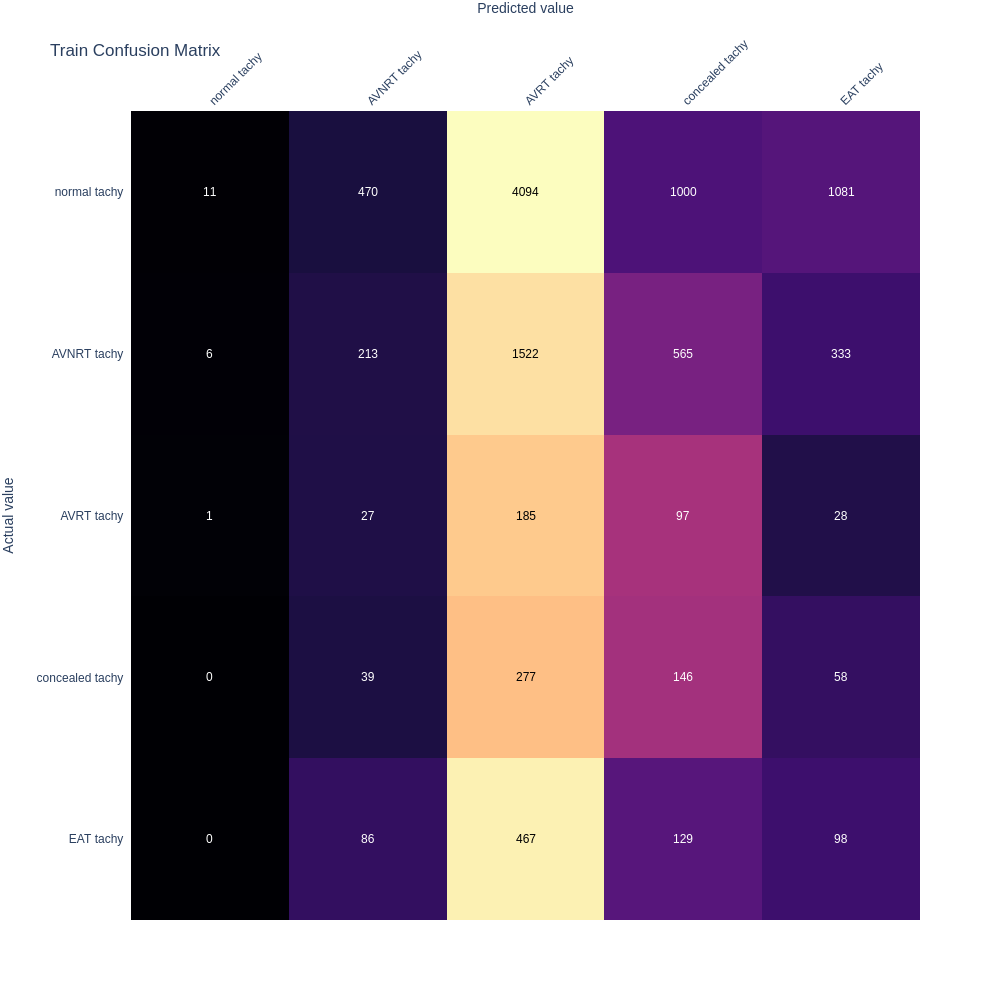 Predicted value
Train Confusion Matrix
normal tachy AVNRT tachy AVRT tachy concealed tachy EAT tachy
normal tachy 11 470 4094 1000 1081
AVNRT tachy 6 213 1522 565 333
Actual value
AVRT tachy 1 27 185 97 28
concealed tachy 0 39 277 146 58
EAT tachy 0 86 467 129 98